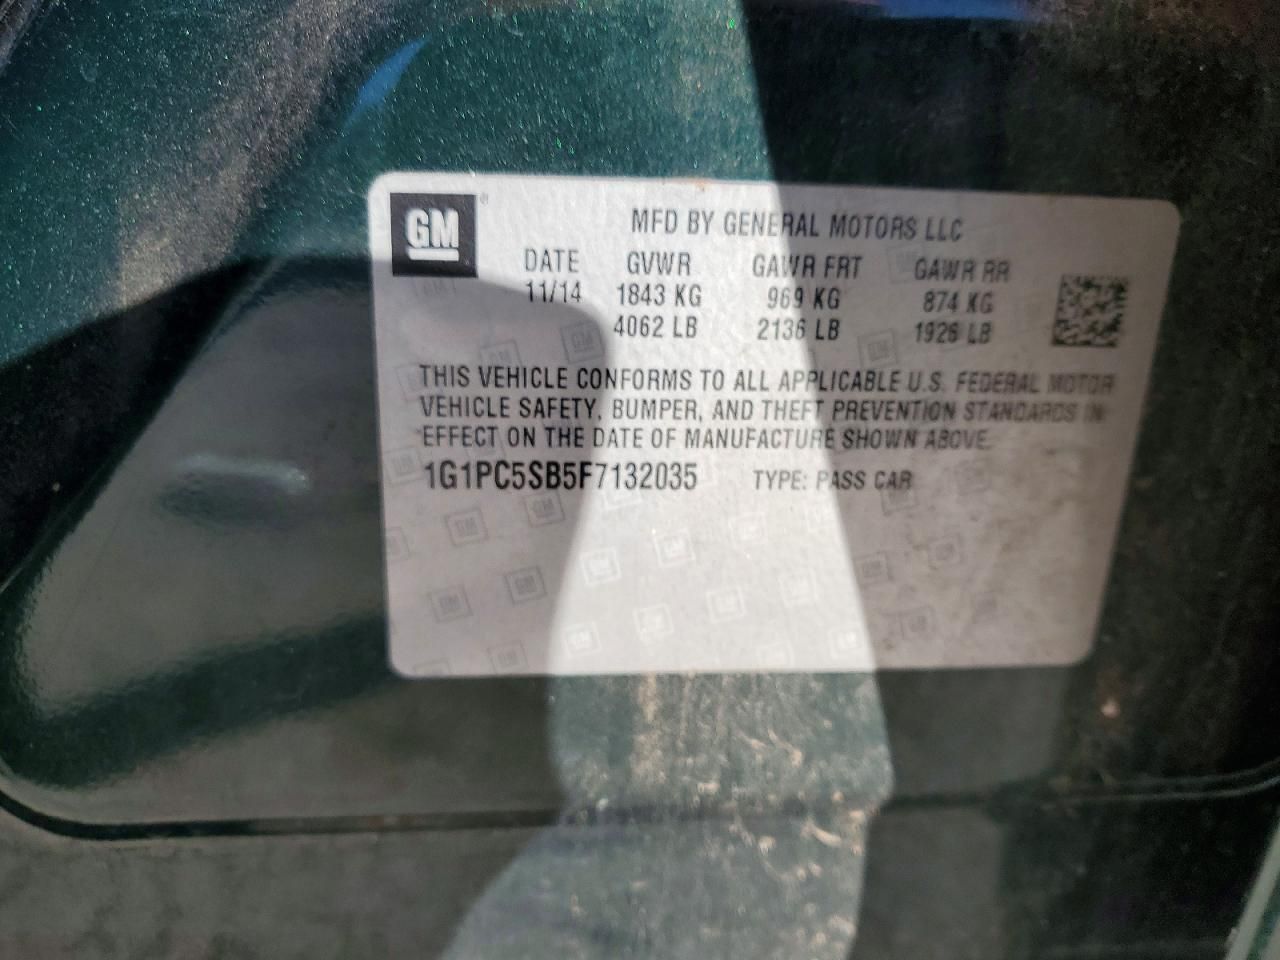 GM
MFD BY GENERAL MOTORS LLC
DATE GVWR GAWR FRT GAWR RR
11/14 1843 KG 969 KG 874 KG
4062 LB 2136 LB 1926 LB
THIS VEHICLE CONFORMS TO ALL APPLICABLE U.S. FEDERAL MOTOR
VEHICLE SAFETY, BUMPER, AND THEFT PREVENTION STANDARDS IN
EFFECT ON THE DATE OF MANUFACTURE SHOWN ABOVE.
1G1PC5SB5F7132035 TYPE: PASS CAR